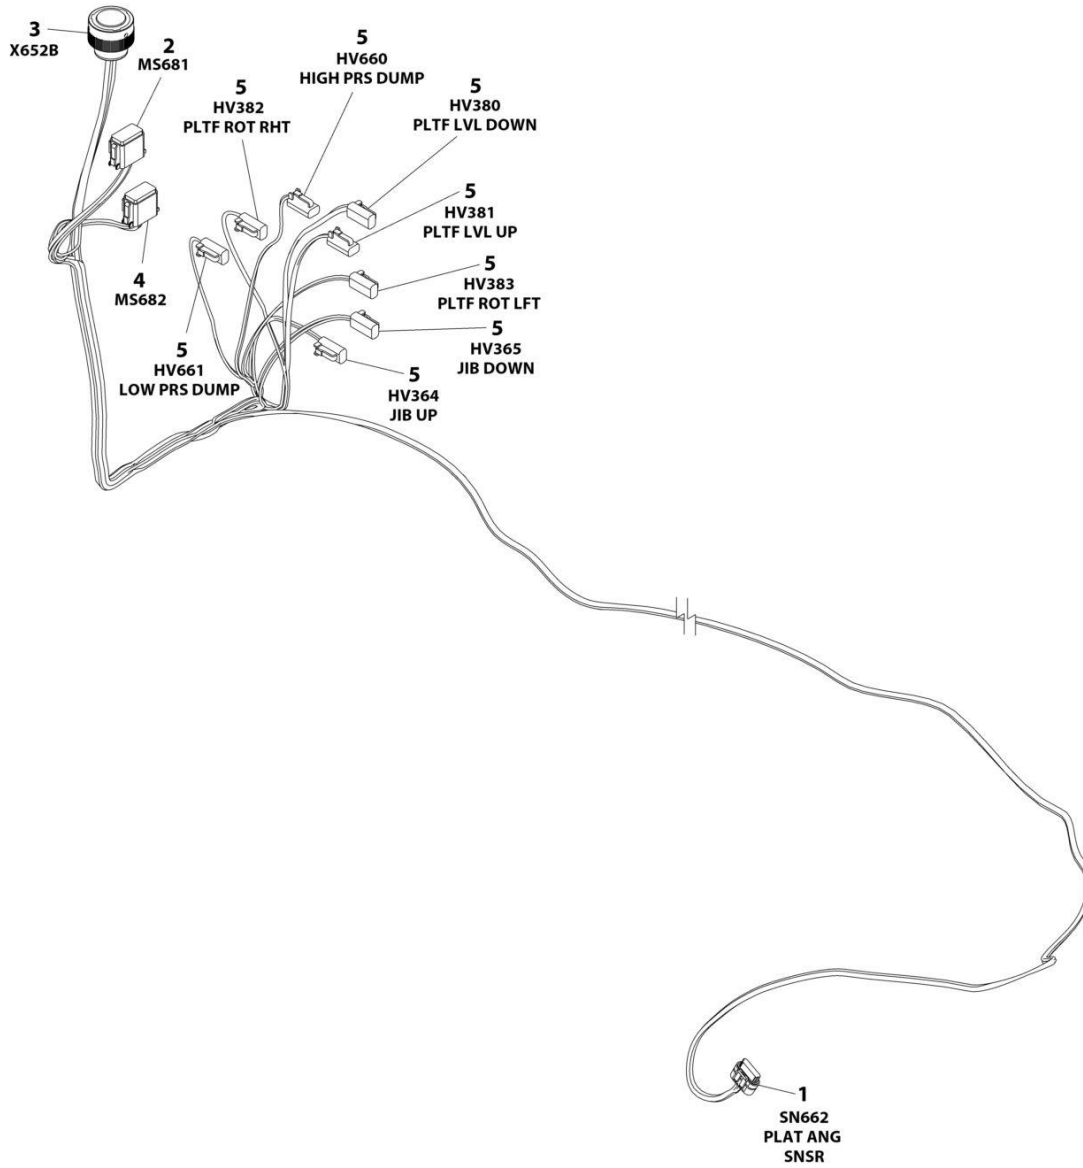 3
X652B
2
MS681
5
HV660
HIGH PRS DUMP
5
HV382
PLTF ROT RHT
5
HV380
PLTF LVL DOWN
5
HV381
PLTF LVL UP
5
HV383
PLTF ROT LFT
4
MS682
5
HV365
JIB DOWN
5
HV661
LOW PRS DUMP
5
HV364
JIB UP
1
SN662
PLAT ANG
SNSR